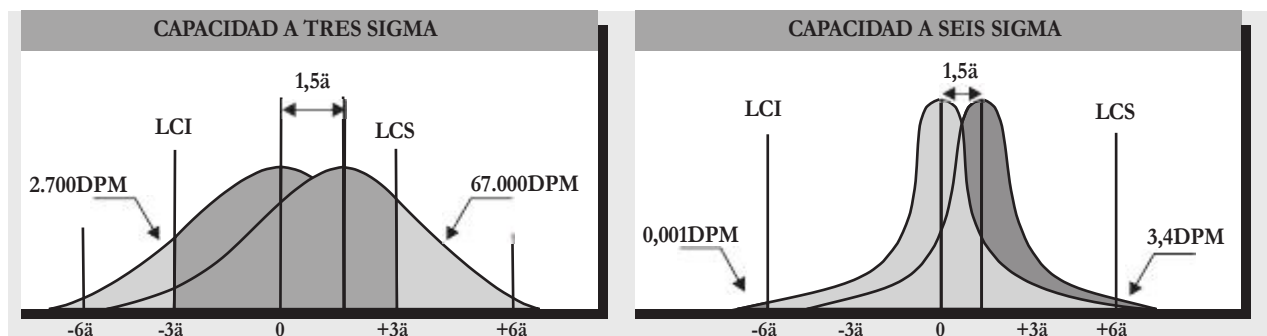 CAPACIDAD A TRES SIGMA
1,5ä
LCI
LCS
2.700DPM
67.000DPM
-6ä -3ä 0 +3ä +6ä
CAPACIDAD A SEIS SIGMA
1,5ä
LCI
LCS
0,001DPM
3,4DPM
-6ä -3ä 0 +3ä +6ä